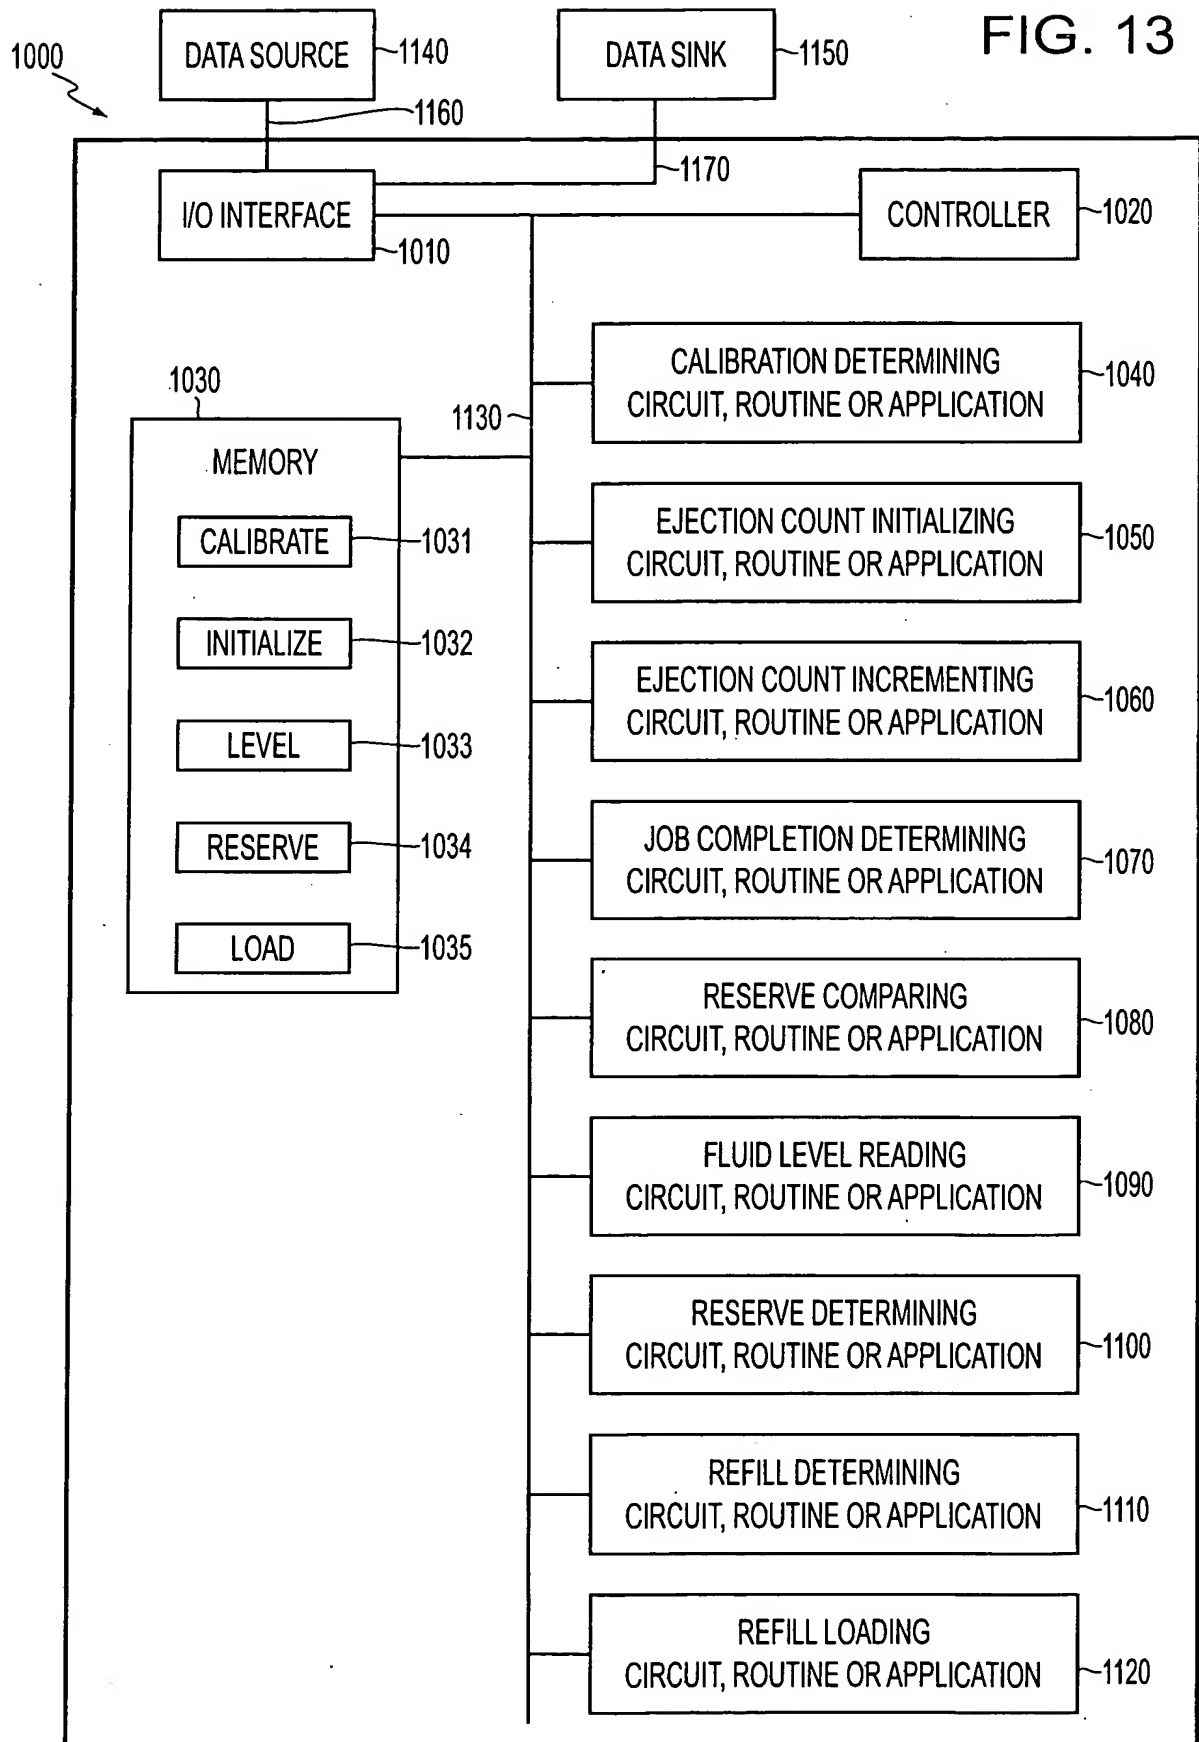 FIG. 13
1000
DATA SOURCE
1140
DATA SINK
1150
1160
1170
I/O INTERFACE
1010
CONTROLLER
1020
1030
1130
MEMORY
CALIBRATE
1031
INITIALIZE
1032
LEVEL
1033
RESERVE
1034
LOAD
1035
CALIBRATION DETERMINING
CIRCUIT, ROUTINE OR APPLICATION
1040
EJECTION COUNT INITIALIZING
CIRCUIT, ROUTINE OR APPLICATION
1050
EJECTION COUNT INCREMENTING
CIRCUIT, ROUTINE OR APPLICATION
1060
JOB COMPLETION DETERMINING
CIRCUIT, ROUTINE OR APPLICATION
1070
RESERVE COMPARING
CIRCUIT, ROUTINE OR APPLICATION
1080
FLUID LEVEL READING
CIRCUIT, ROUTINE OR APPLICATION
1090
RESERVE DETERMINING
CIRCUIT, ROUTINE OR APPLICATION
1100
REFILL DETERMINING
CIRCUIT, ROUTINE OR APPLICATION
1110
REFILL LOADING
CIRCUIT, ROUTINE OR APPLICATION
1120